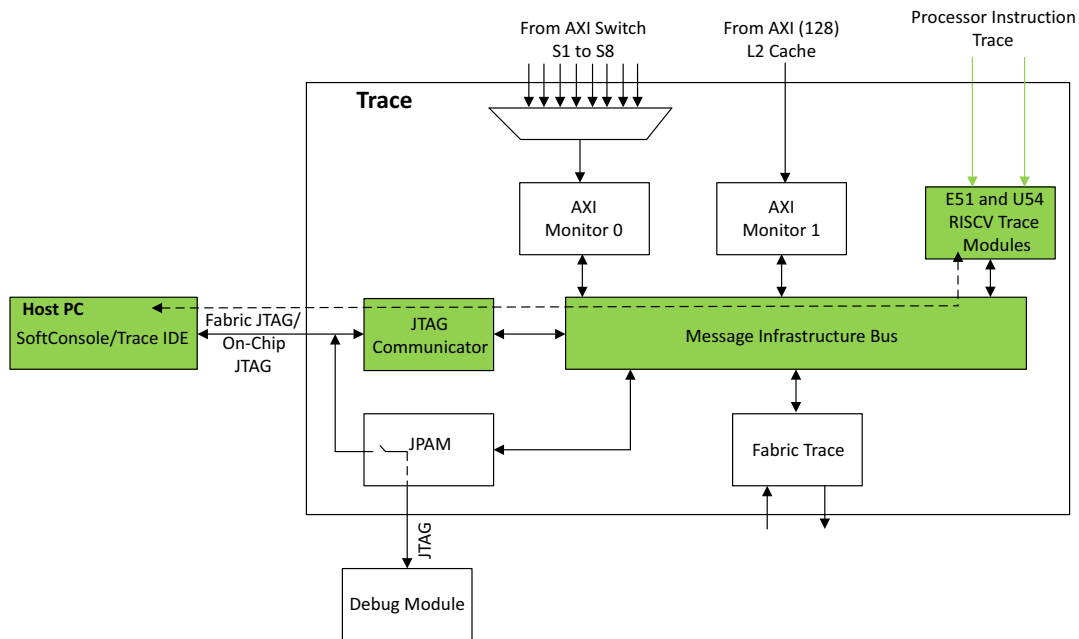 From AXI Switch
S1 to S8
From AXI (128)
L2 Cache
Processor Instruction
Trace
Trace
AXI
Monitor 0
AXI
Monitor 1
E51 and U54
RISCV Trace
Modules
Host PC
SoftConsole/Trace IDE
Fabric JTAG/
On-Chip
JTAG
JTAG
Communicator
Message Infrastructure Bus
JPAM
Fabric Trace
JTAG
Debug Module